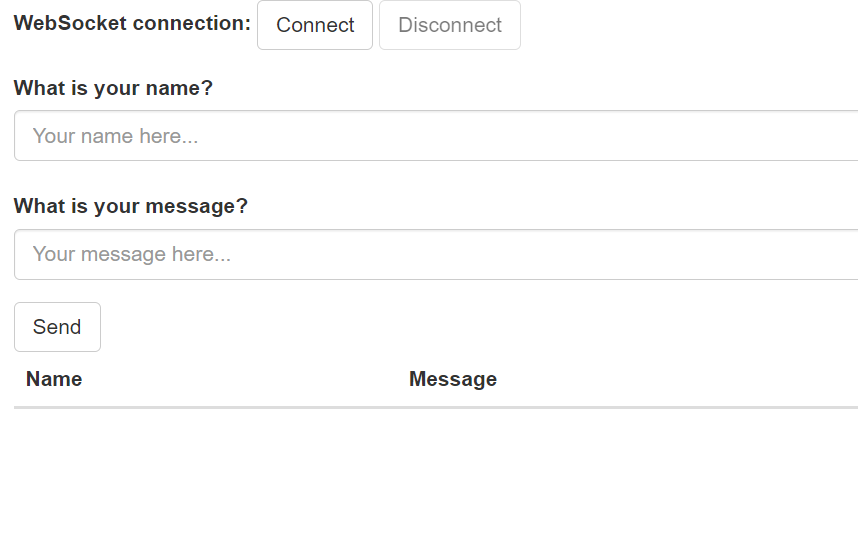 WebSocket connection: Connect Disconnect
What is your name?
Your name here...
What is your message?
Your message here...
Send
Name Message